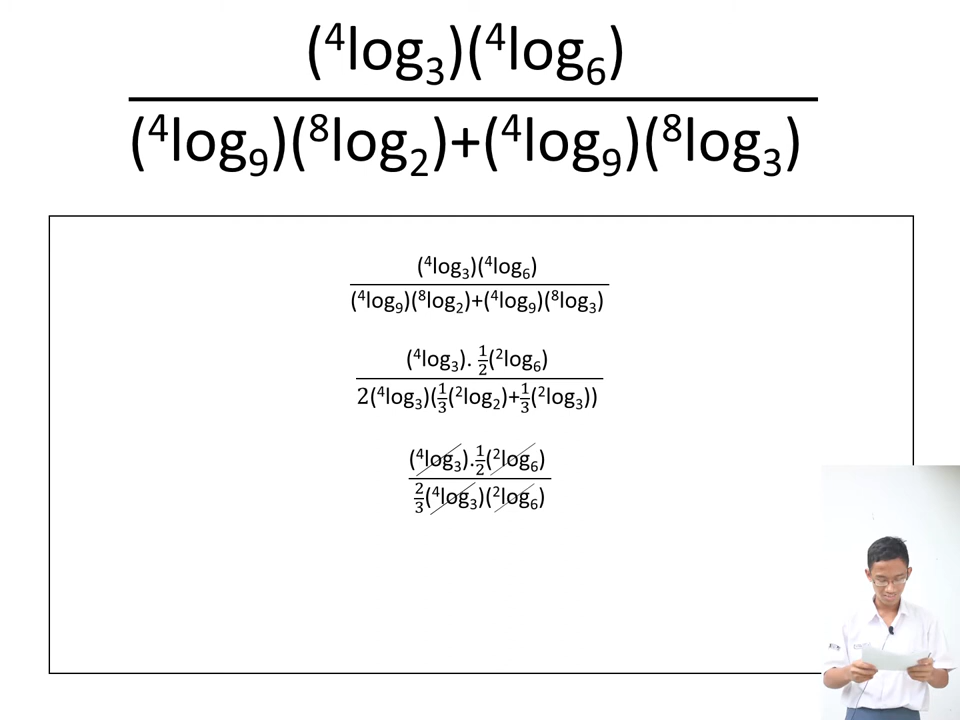 (⁴log₃)(⁴log₆)
(⁴log₉)(⁸log₂)+(⁴log₉)(⁸log₃)
(⁴log₃)(⁴log₆)
(⁴log₉)(⁸log₂)+(⁴log₉)(⁸log₃)
(⁴log₃). ½(²log₆)
2(⁴log₃)(⅓(²log₂)+⅓(²log₃))
(⁴log₃).½(²log₆)
⅔(⁴log₃)(²log₆)